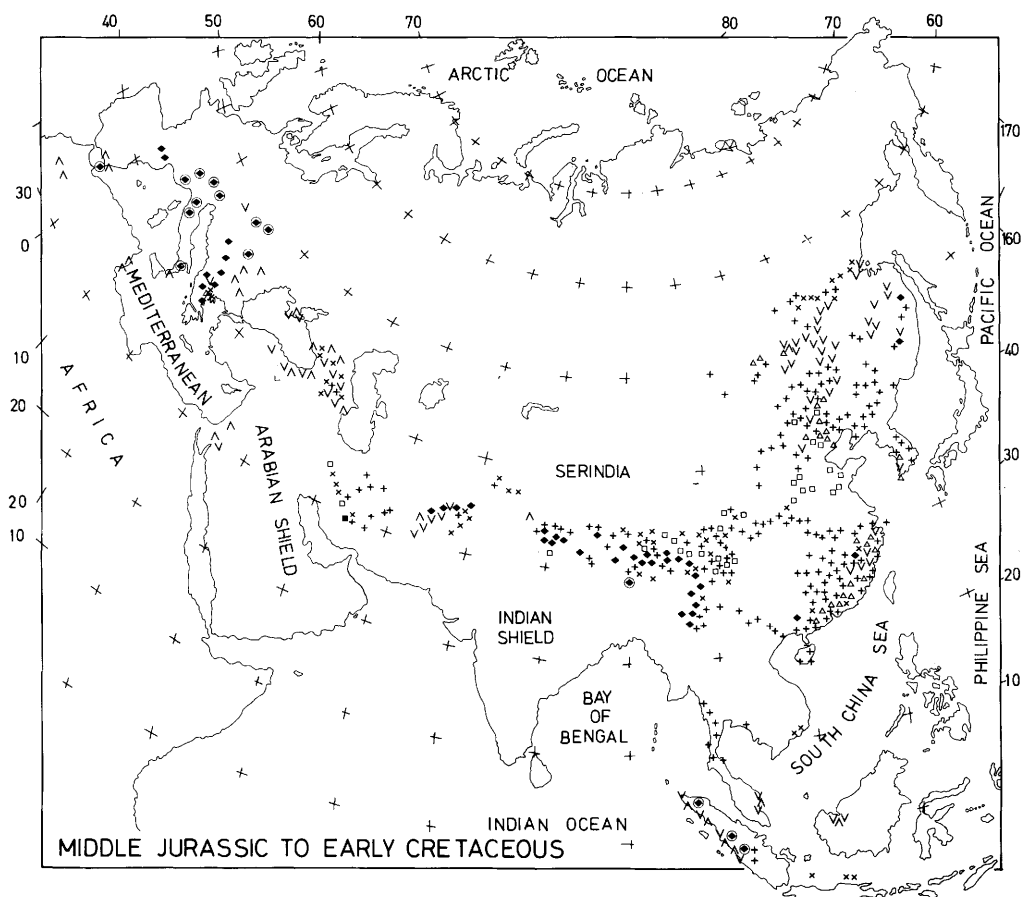 40 50 60 70 80 70 60
ARCTIC OCEAN
170
30
0
160
PACIFIC OCEAN
MEDITERRANEAN
10
40
AFRICA
20
ARABIAN SHIELD
SERINDIA
30
20
10
20
INDIAN
SHIELD
PHILIPPINE SEA
SOUTH CHINA SEA
10
BAY
OF
BENGAL
INDIAN OCEAN
MIDDLE JURASSIC TO EARLY CRETACEOUS